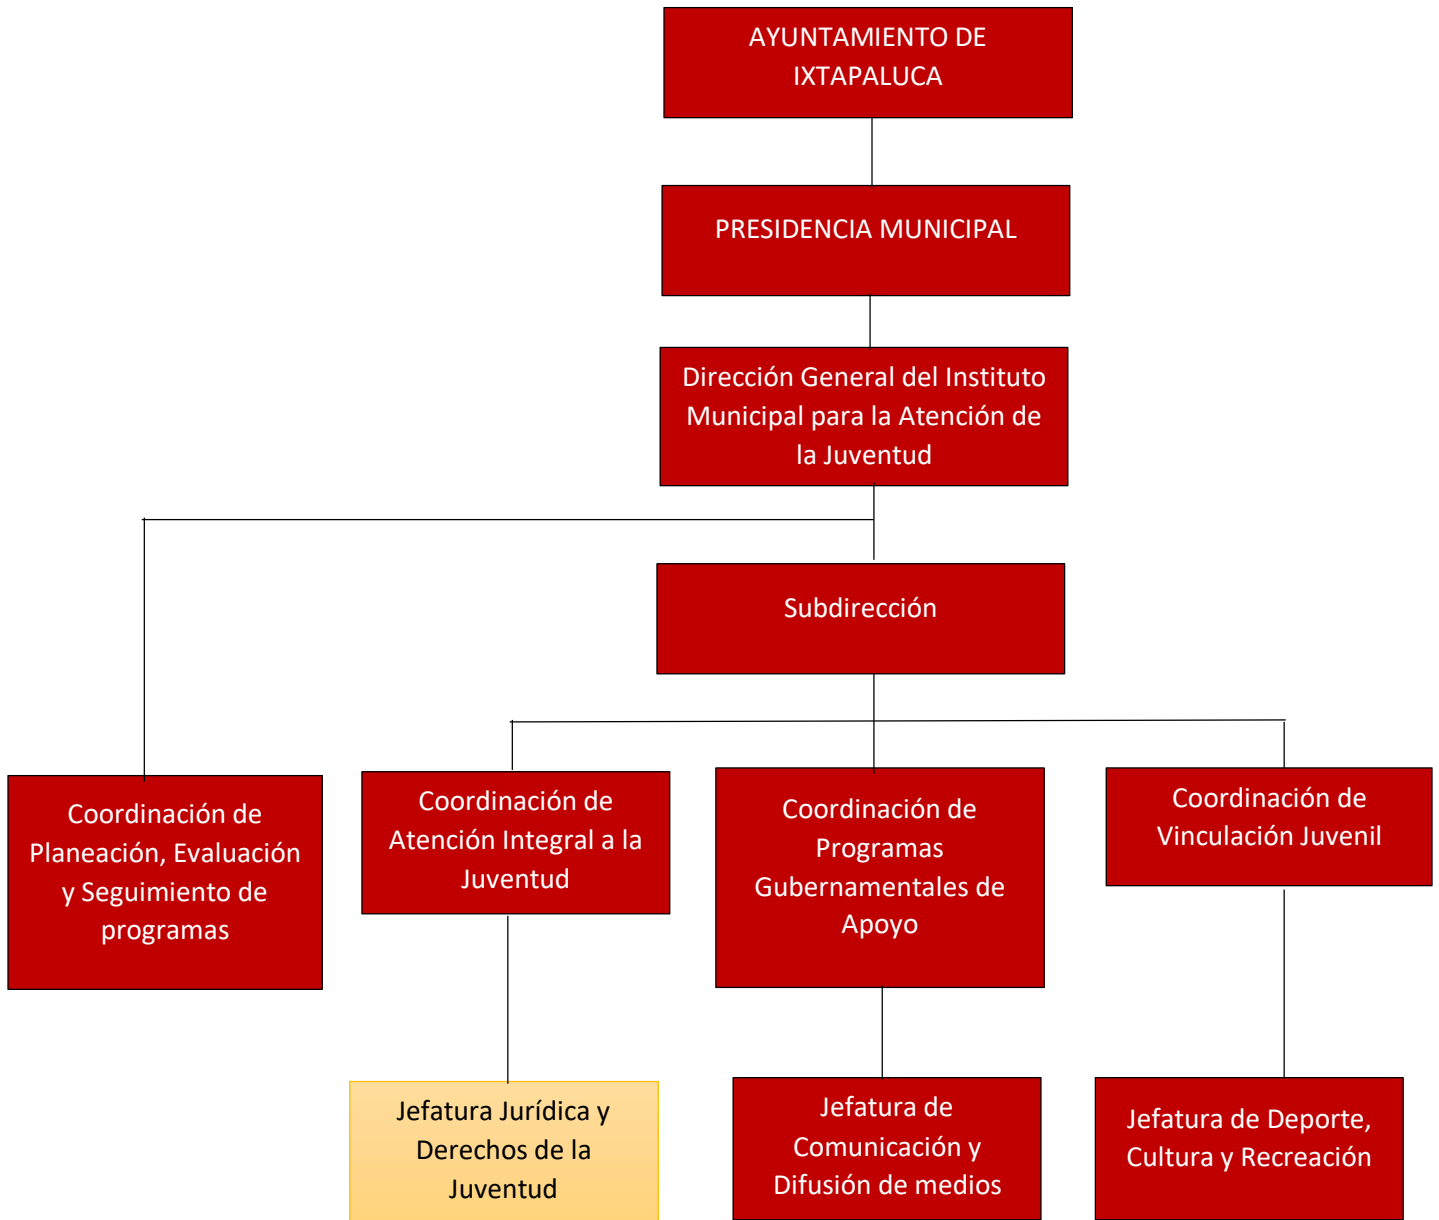 AYUNTAMIENTO DE
IXTAPALUCA
PRESIDENCIA MUNICIPAL
Dirección General del Instituto
Municipal para la Atención de
la Juventud
Subdirección
Coordinación de
Planeación, Evaluación
y Seguimiento de
programas
Coordinación de
Atención Integral a la
Juventud
Coordinación de
Programas
Gubernamentales de
Apoyo
Coordinación de
Vinculación Juvenil
Jefatura Jurídica y
Derechos de la
Juventud
Jefatura de
Comunicación y
Difusión de medios
Jefatura de Deporte,
Cultura y Recreación